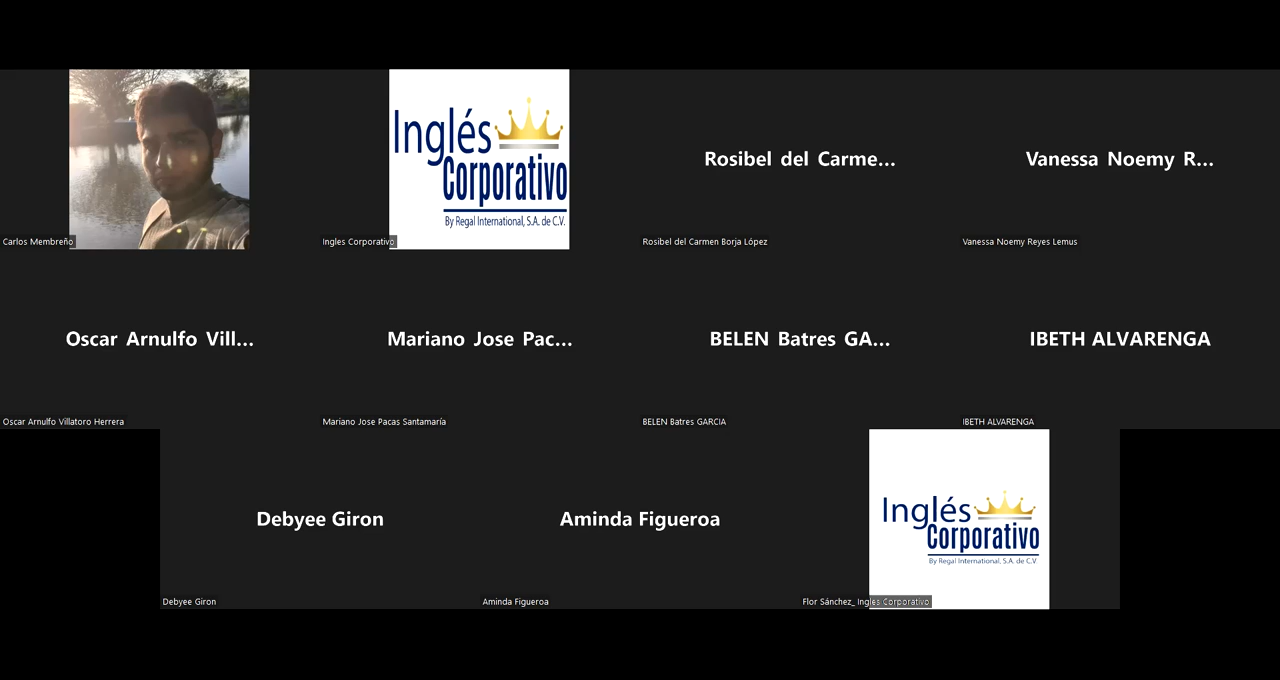 Inglés
Corporativo
By Regal International, S.A. de C.V.
Rosibel del Carme...
Vanessa Noemy R...
Carlos Membreño
Ingles Corporativo
Rosibel del Carmen Borja López
Vanessa Noemy Reyes Lemus
Oscar Arnulfo Vill...
Mariano Jose Pac...
BELEN Batres GA...
IBETH ALVARENGA
Oscar Arnulfo Villatoro Herrera
Mariano Jose Pacas Santamaría
BELEN Batres GARCIA
IBETH ALVARENGA
Debyee Giron
Aminda Figueroa
Inglés
Corporativo
By Regal International, S.A. de C.V.
Debyee Giron
Aminda Figueroa
Flor Sánchez_ Ingles Corporativo